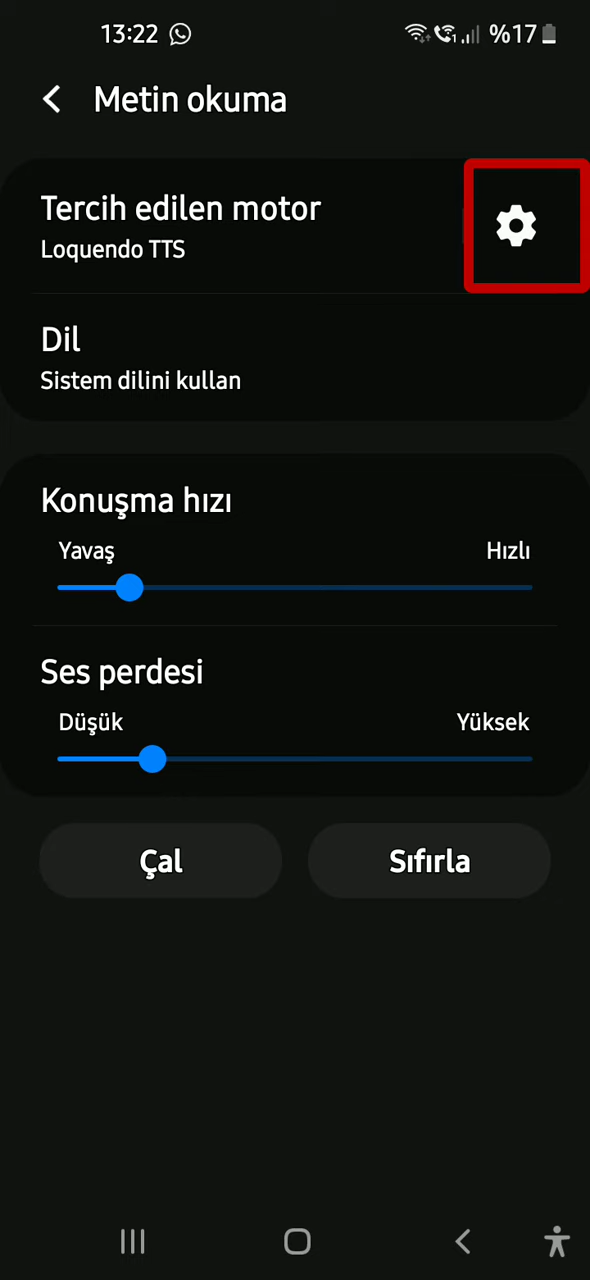 13:22 %17
Metin okuma
Tercih edilen motor
Loquendo TTS
Dil
Sistem dilini kullan
Konuşma hızı
Yavaş Hızlı
Ses perdesi
Düşük Yüksek
Çal Sıfırla